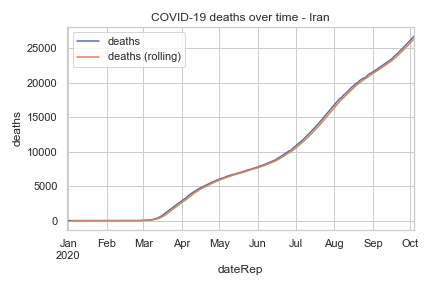 COVID-19 deaths over time - Iran
deaths
deaths (rolling)
25000
20000
15000
10000
5000
0
deaths
Jan Feb Mar Apr May Jun Jul Aug Sep Oct
2020
dateRep